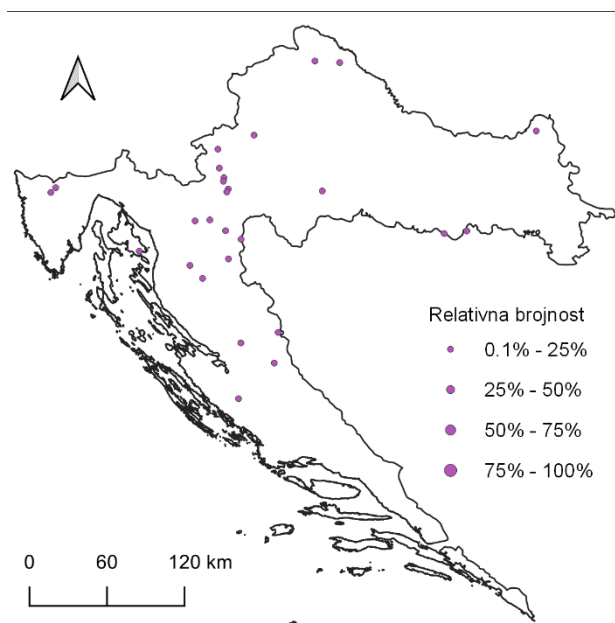 Relativna brojnost
0.1% - 25%
25% - 50%
50% - 75%
75% - 100%
0 60 120 km